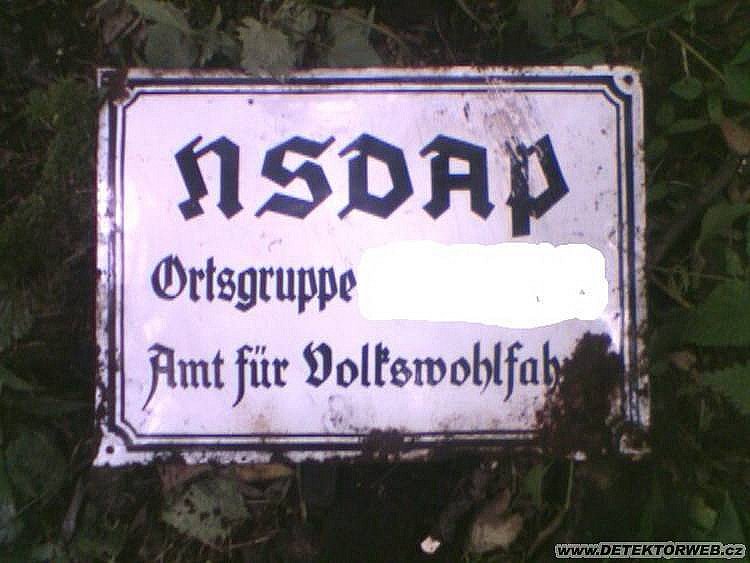 NSDAP
Ortsgruppe
Amt für Volkswohlfah
www.DETEKTORWEB.cz